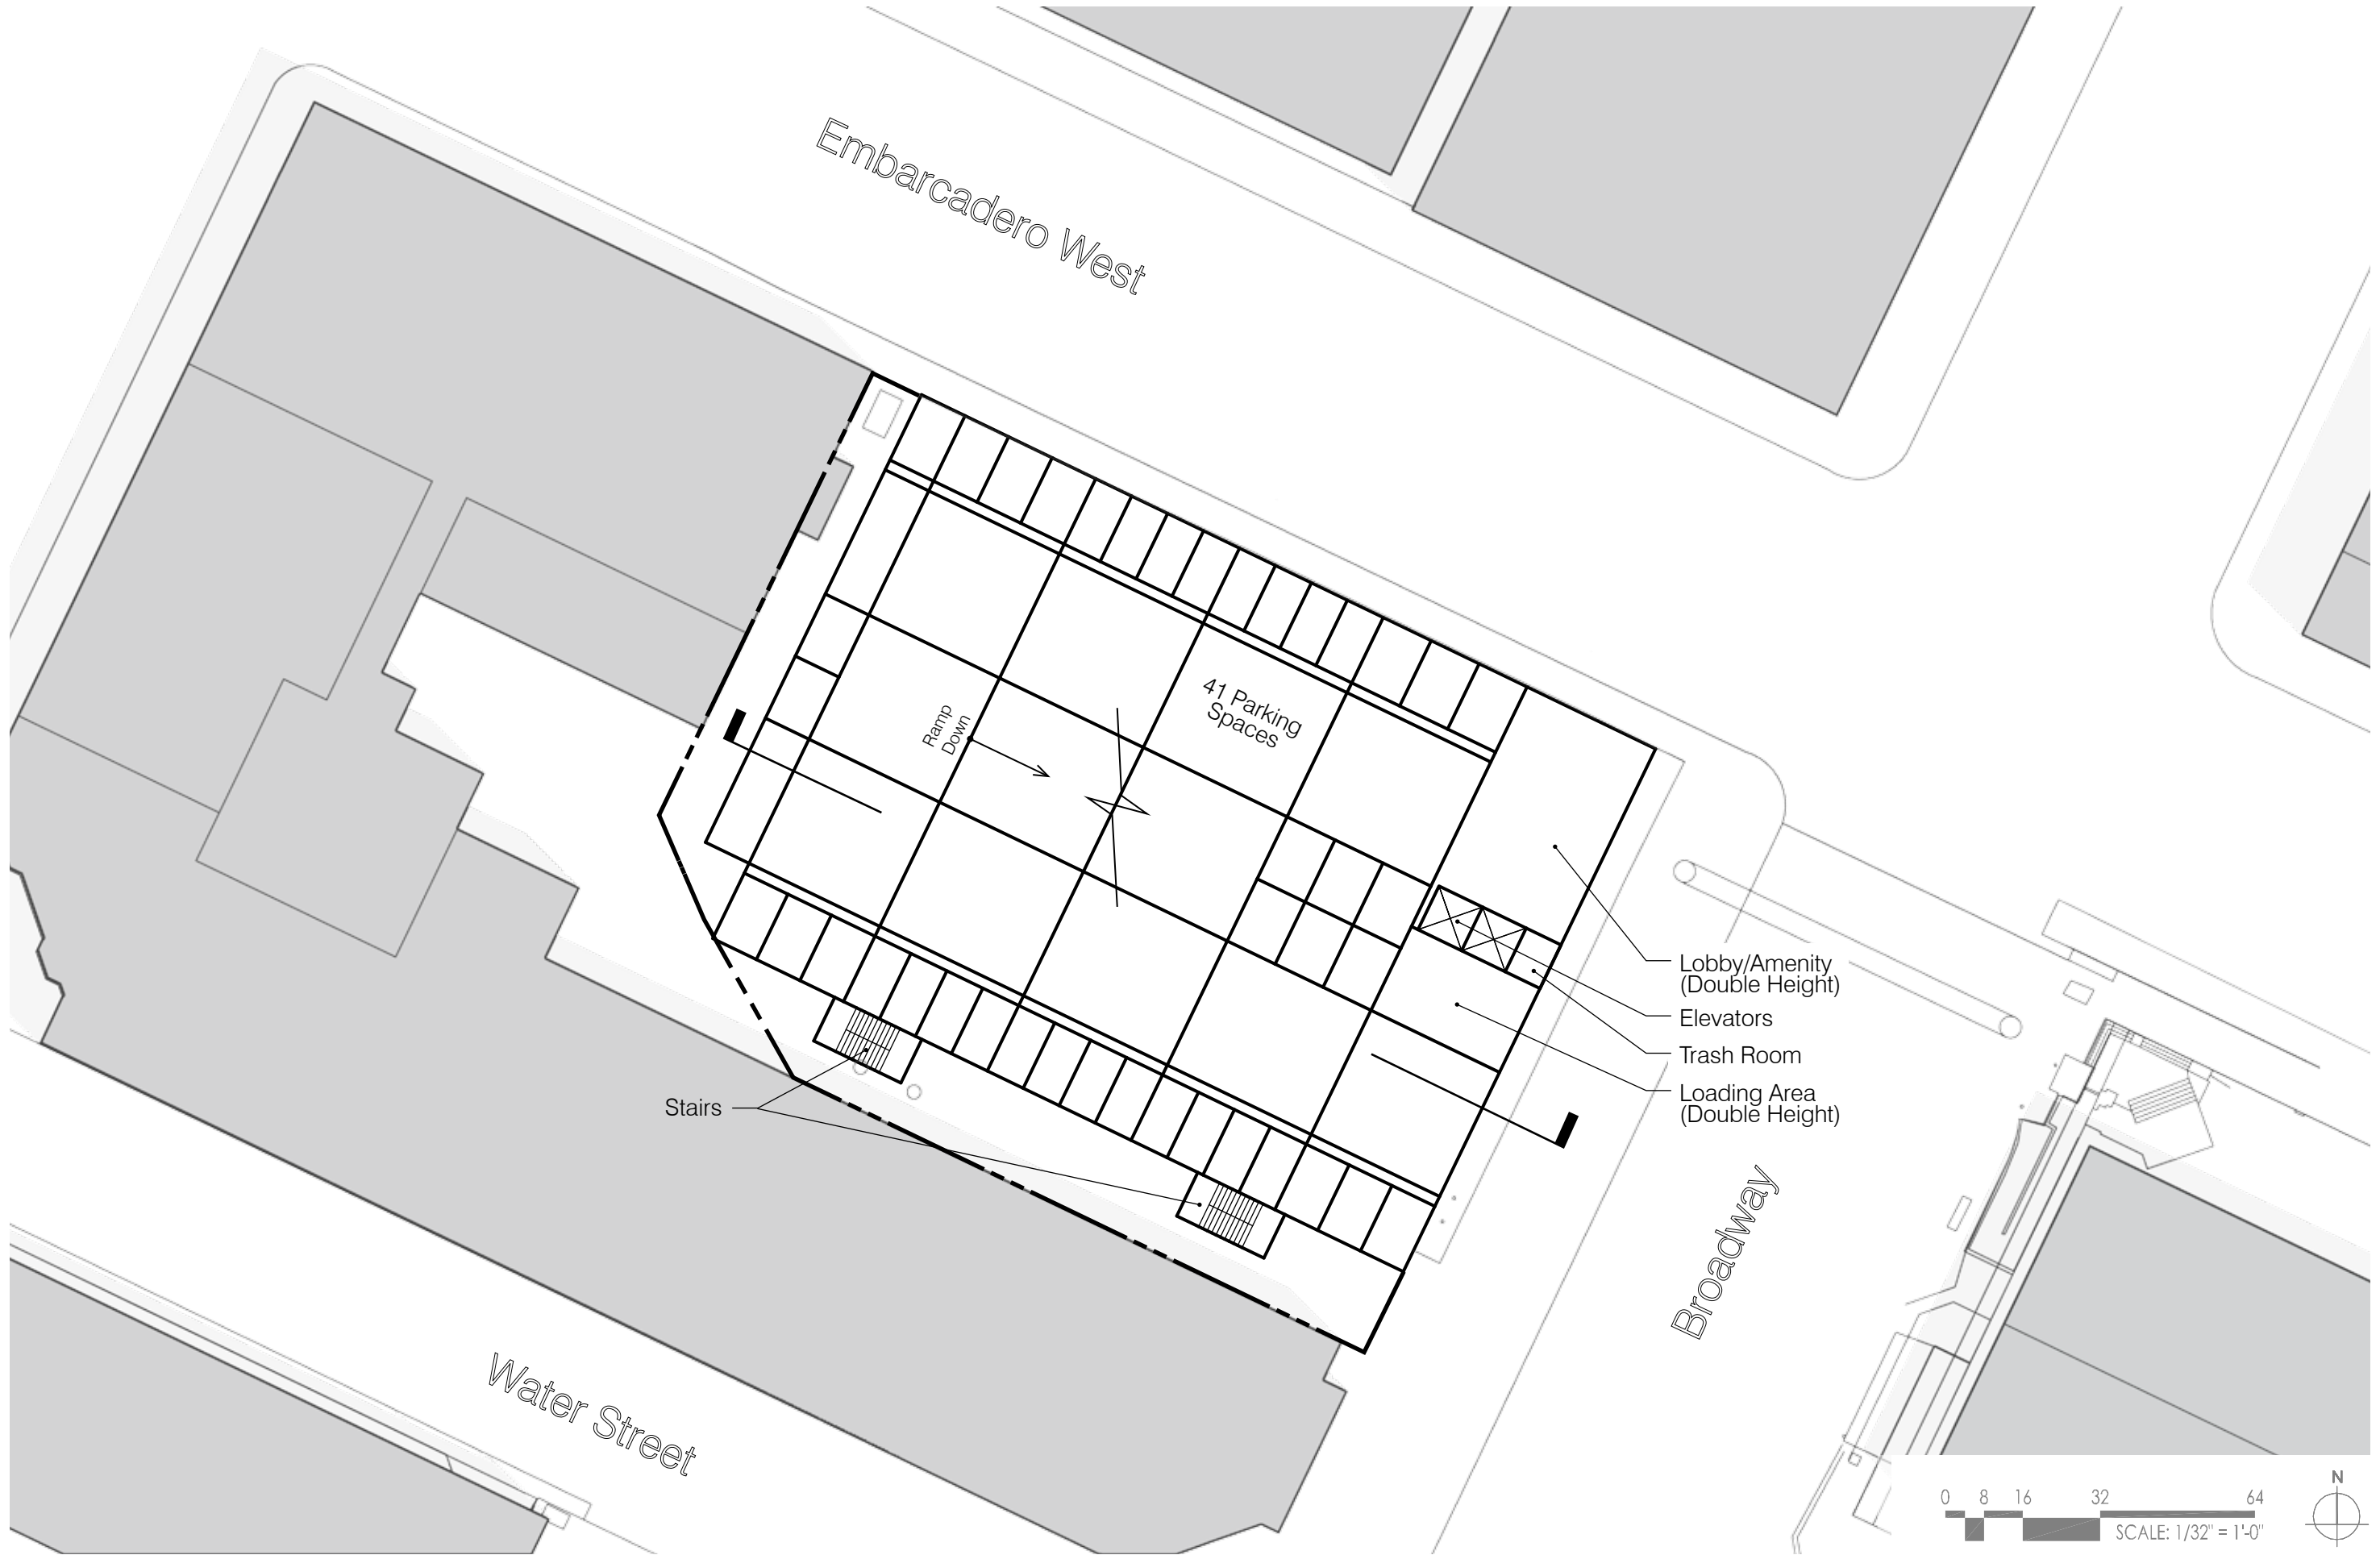 Embarcadero West
41 Parking
Spaces
Ramp
Down
Lobby/Amenity
(Double Height)
Elevators
Trash Room
Loading Area
(Double Height)
Stairs
Broadway
Water Street
0 8 16 32 64
SCALE: 1/32" = 1'-0"
N